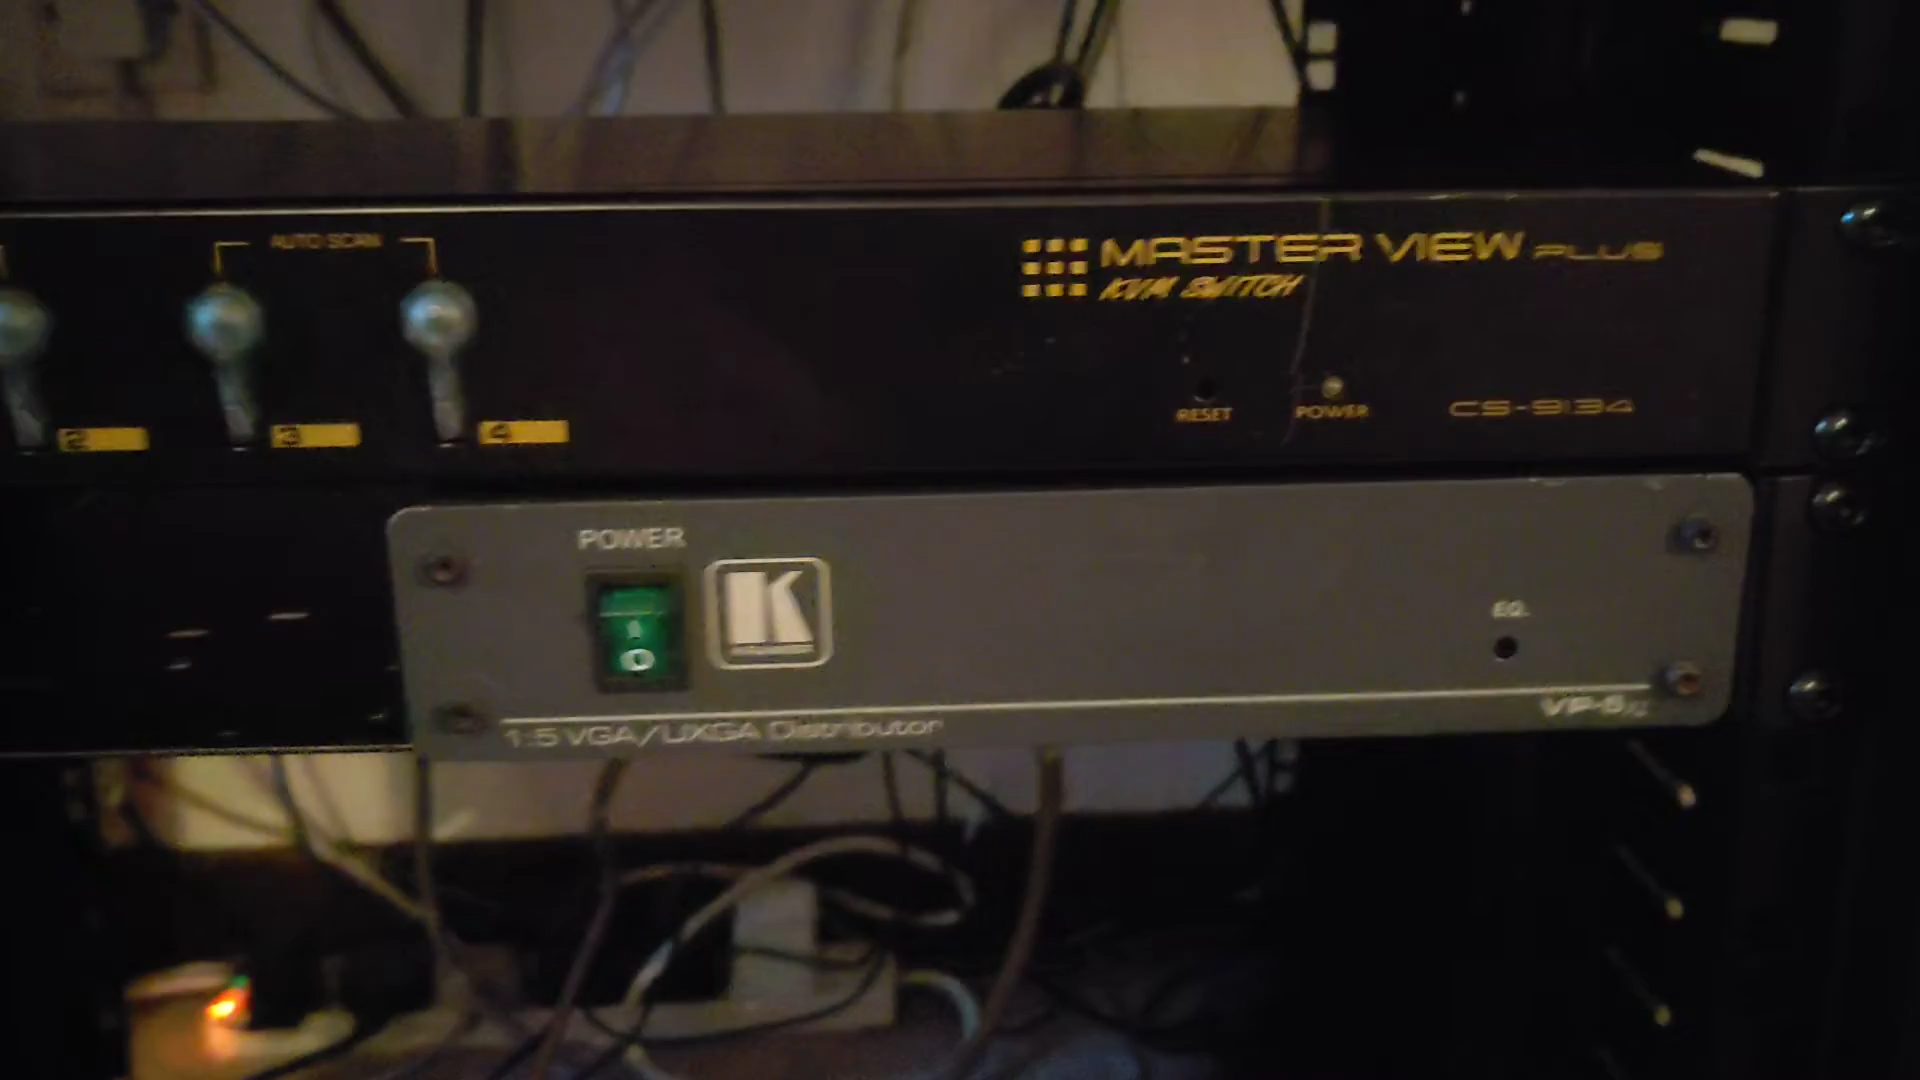 AUTO SCAN
MASTER VIEW PLUS
KVM SWITCH
2
3
4
RESET
POWER
CS-9134
POWER
I
O
K
EQ.
1:5 VGA/UXGA Distributor